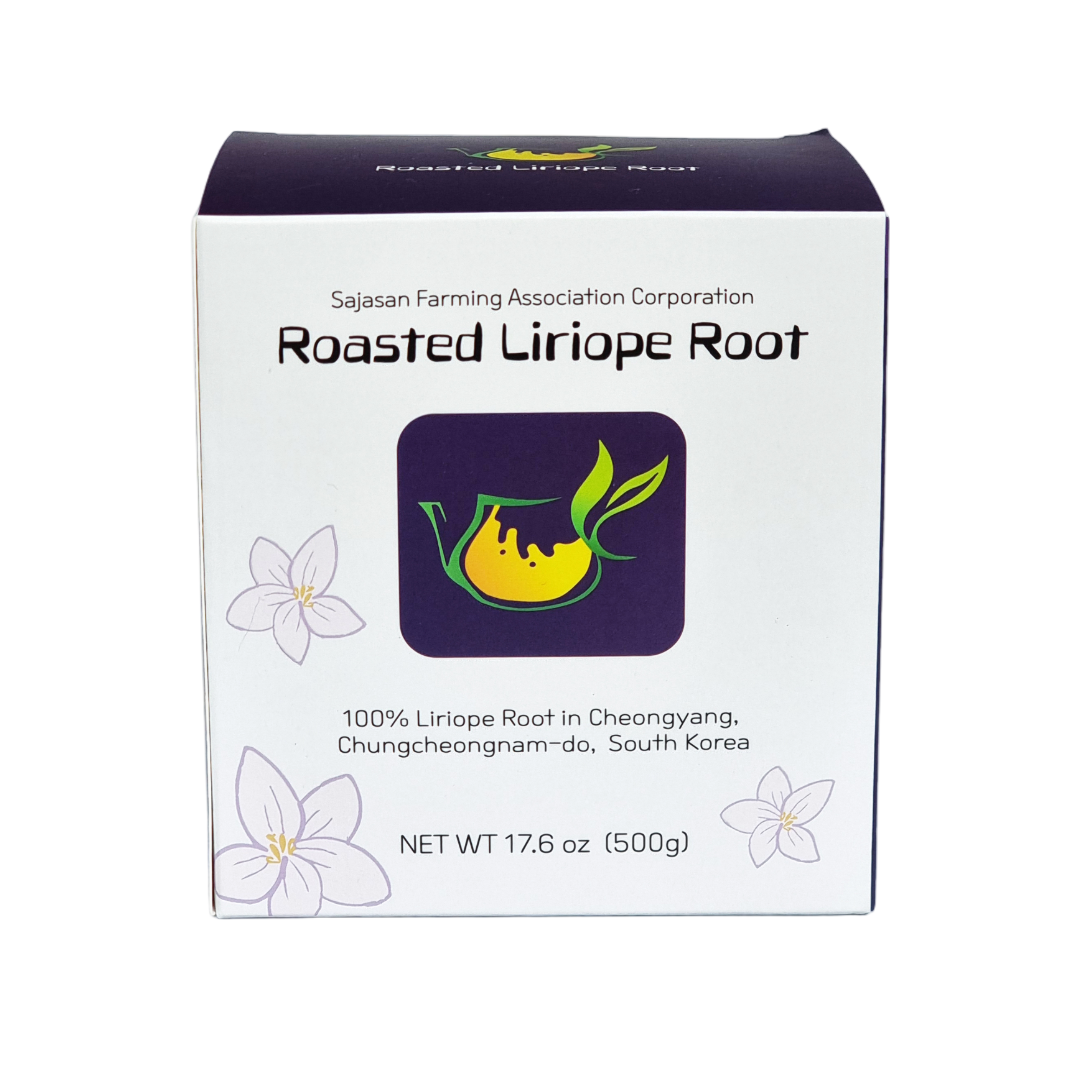 Roasted Liriope Root
Sajasan Farming Association Corporation
Roasted Liriope Root
100% Liriope Root in Cheongyang,
Chungcheongnam-do, South Korea
NET WT 17.6 oz (500g)